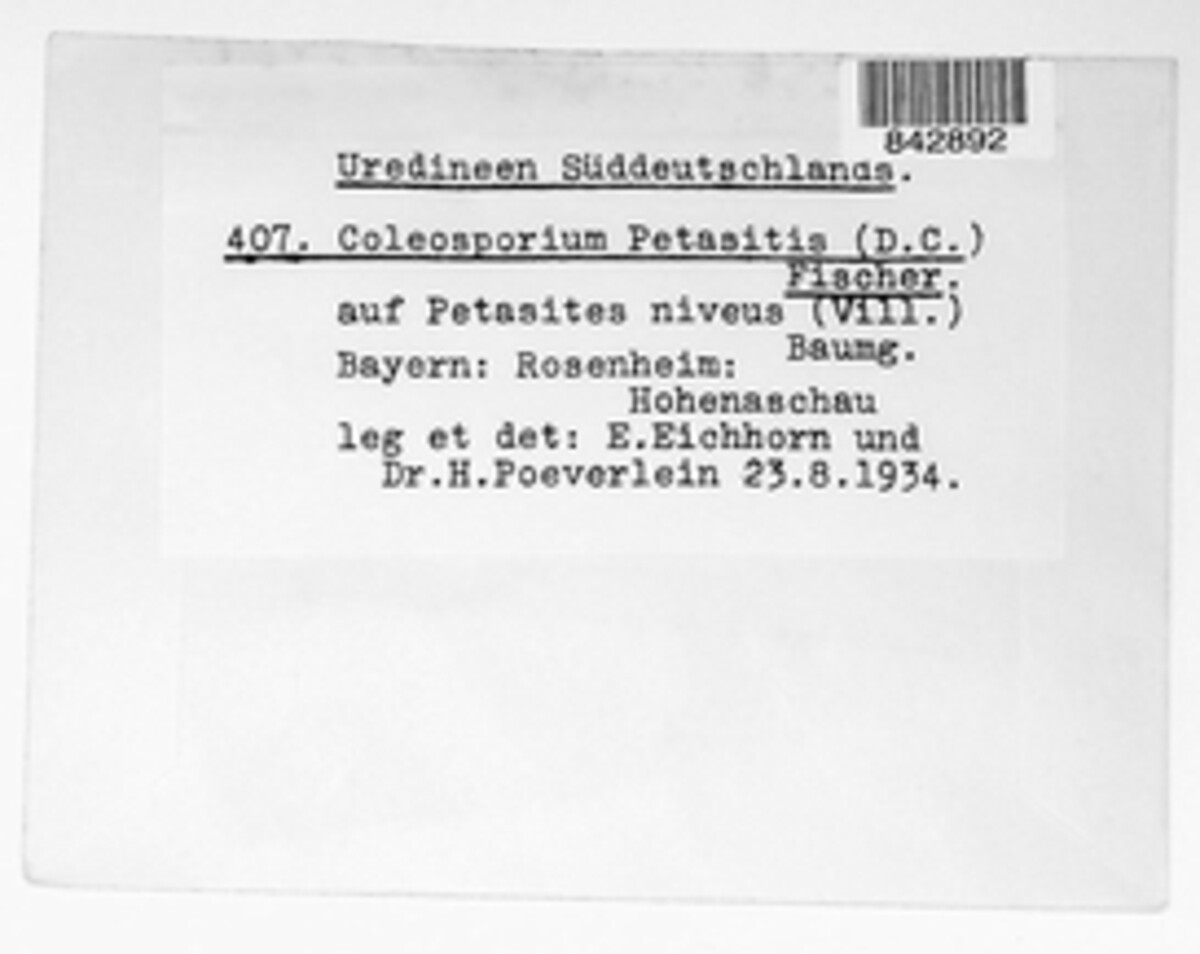 842892
Uredineen Süddeutschlands.
407. Coleosporium Petasitis (D.C.)
Fischer.
auf Petasites niveus (Vill.)
Baumg.
Bayern: Rosenheim:
Hohenaschau
leg et det: E.Eichhorn und
Dr.H.Poeverlein 23.8.1934.